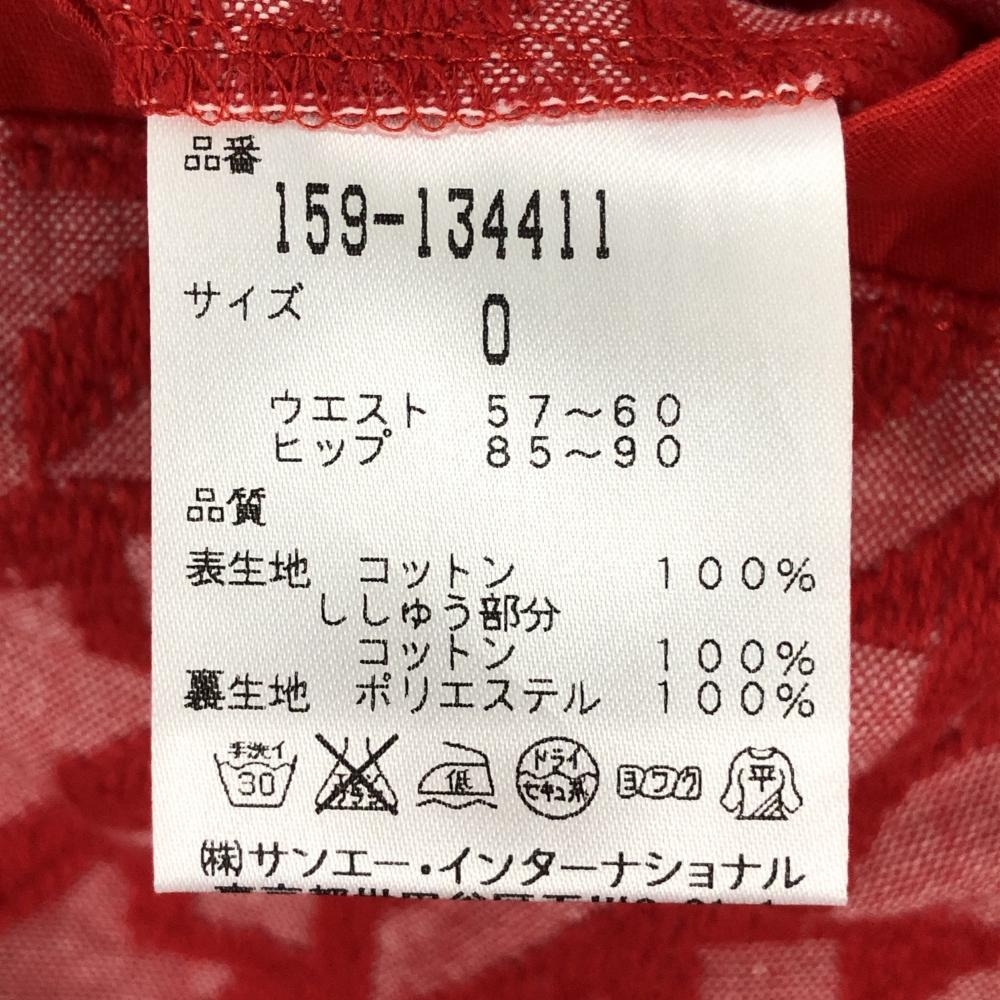 品番
159-134411
サイズ 0
ウエスト 57~60
ヒップ 85~90
品質
表生地 コットン 100%
ししゅう部分
コットン 100%
裏生地 ポリエステル 100%
手洗イ 30 低 ドライ セキュ系 ヨワク 平
㈱サンエー・インターナショナル